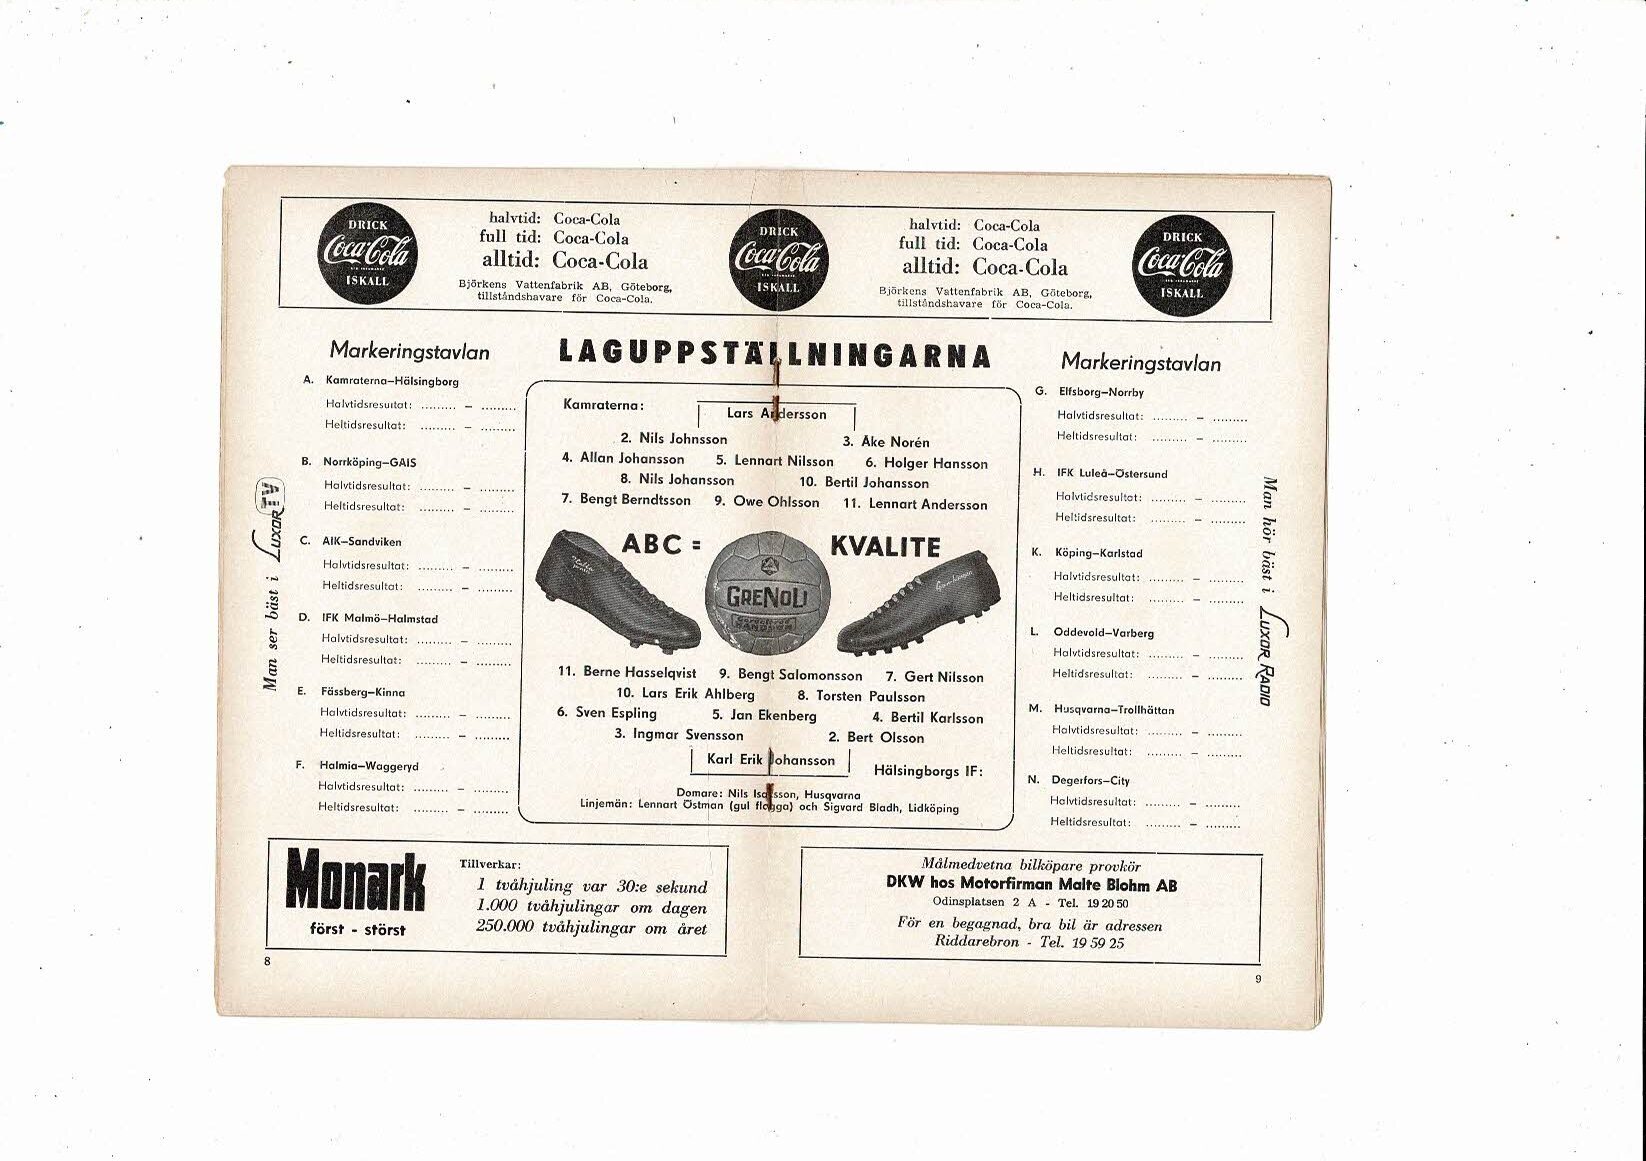 DRICK
Coca-Cola
ISKALL
halvtid: Coca-Cola
full tid: Coca-Cola
alltid: Coca-Cola
Björkens Vattenfabrik AB, Göteborg,
tillståndshavare för Coca-Cola.
DRICK
Coca-Cola
ISKALL
halvtid: Coca-Cola
full tid: Coca-Cola
alltid: Coca-Cola
Björkens Vattenfabrik AB, Göteborg,
tillståndshavare för Coca-Cola.
DRICK
Coca-Cola
ISKALL
Markeringstavlan
A. Kamraterna–Hälsingborg
Halvtidsresultat: ......... – .........
Heltidsresultat: ......... – .........
B. Norrköping–GAIS
Halvtidsresultat: ......... – .........
Heltidsresultat: ......... – .........
C. AIK–Sandviken
Halvtidsresultat: ......... – .........
Heltidsresultat: ......... – .........
D. IFK Malmö–Halmstad
Halvtidsresultat: ......... – .........
Heltidsresultat: ......... – .........
E. Fässberg–Kinna
Halvtidsresultat: ......... – .........
Heltidsresultat: ......... – .........
F. Halmia–Waggeryd
Halvtidsresultat: ......... – .........
Heltidsresultat: ......... – .........
Man ser bäst i Luxor TV
LAGUPPSTÄLLNINGARNA
Kamraterna:
Lars Andersson
2. Nils Johnsson 3. Åke Norén
4. Allan Johansson 5. Lennart Nilsson 6. Holger Hansson
8. Nils Johansson 10. Bertil Johansson
7. Bengt Berndtsson 9. Owe Ohlsson 11. Lennart Andersson
ABC = KVALITE
GRENOLI
11. Berne Hasselqvist 9. Bengt Salomonsson 7. Gert Nilsson
10. Lars Erik Ahlberg 8. Torsten Paulsson
6. Sven Espling 5. Jan Ekenberg 4. Bertil Karlsson
3. Ingmar Svensson 2. Bert Olsson
Karl Erik Johansson
Hälsingborgs IF:
Domare: Nils Isaksson, Husqvarna
Linjemän: Lennart Östman (gul flagga) och Sigvard Bladh, Lidköping
Markeringstavlan
G. Elfsborg–Norrby
Halvtidsresultat: ......... – .........
Heltidsresultat: ......... – .........
H. IFK Luleå–Östersund
Halvtidsresultat: ......... – .........
Heltidsresultat: ......... – .........
K. Köping–Karlstad
Halvtidsresultat: ......... – .........
Heltidsresultat: ......... – .........
L. Oddevold–Varberg
Halvtidsresultat: ......... – .........
Heltidsresultat: ......... – .........
M. Husqvarna–Trollhättan
Halvtidsresultat: ......... – .........
Heltidsresultat: ......... – .........
N. Degerfors–City
Halvtidsresultat: ......... – .........
Heltidsresultat: ......... – .........
Man hör bäst i Luxor Radio
Monark
först - störst
Tillverkar:
1 tvåhjuling var 30:e sekund
1.000 tvåhjulingar om dagen
250.000 tvåhjulingar om året
Målmedvetna bilköpare provkör
DKW hos Motorfirman Malte Blohm AB
Odinsplatsen 2 A - Tel. 19 20 50
För en begagnad, bra bil är adressen
Riddarebron - Tel. 19 59 25
8
9